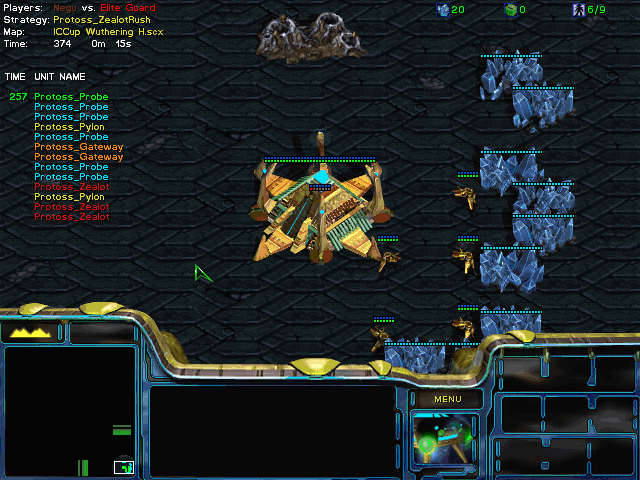 Players: Negu vs. Elite Guard
Strategy: Protoss_ZealotRush
Map: ICCup Wuthering H.scx
Time: 374 0m 15s
20 0 6/9
TIME UNIT NAME
257 Protoss_Probe
Protoss_Probe
Protoss_Probe
Protoss_Pylon
Protoss_Probe
Protoss_Gateway
Protoss_Gateway
Protoss_Probe
Protoss_Probe
Protoss_Zealot
Protoss_Pylon
Protoss_Zealot
Protoss_Zealot
MENU